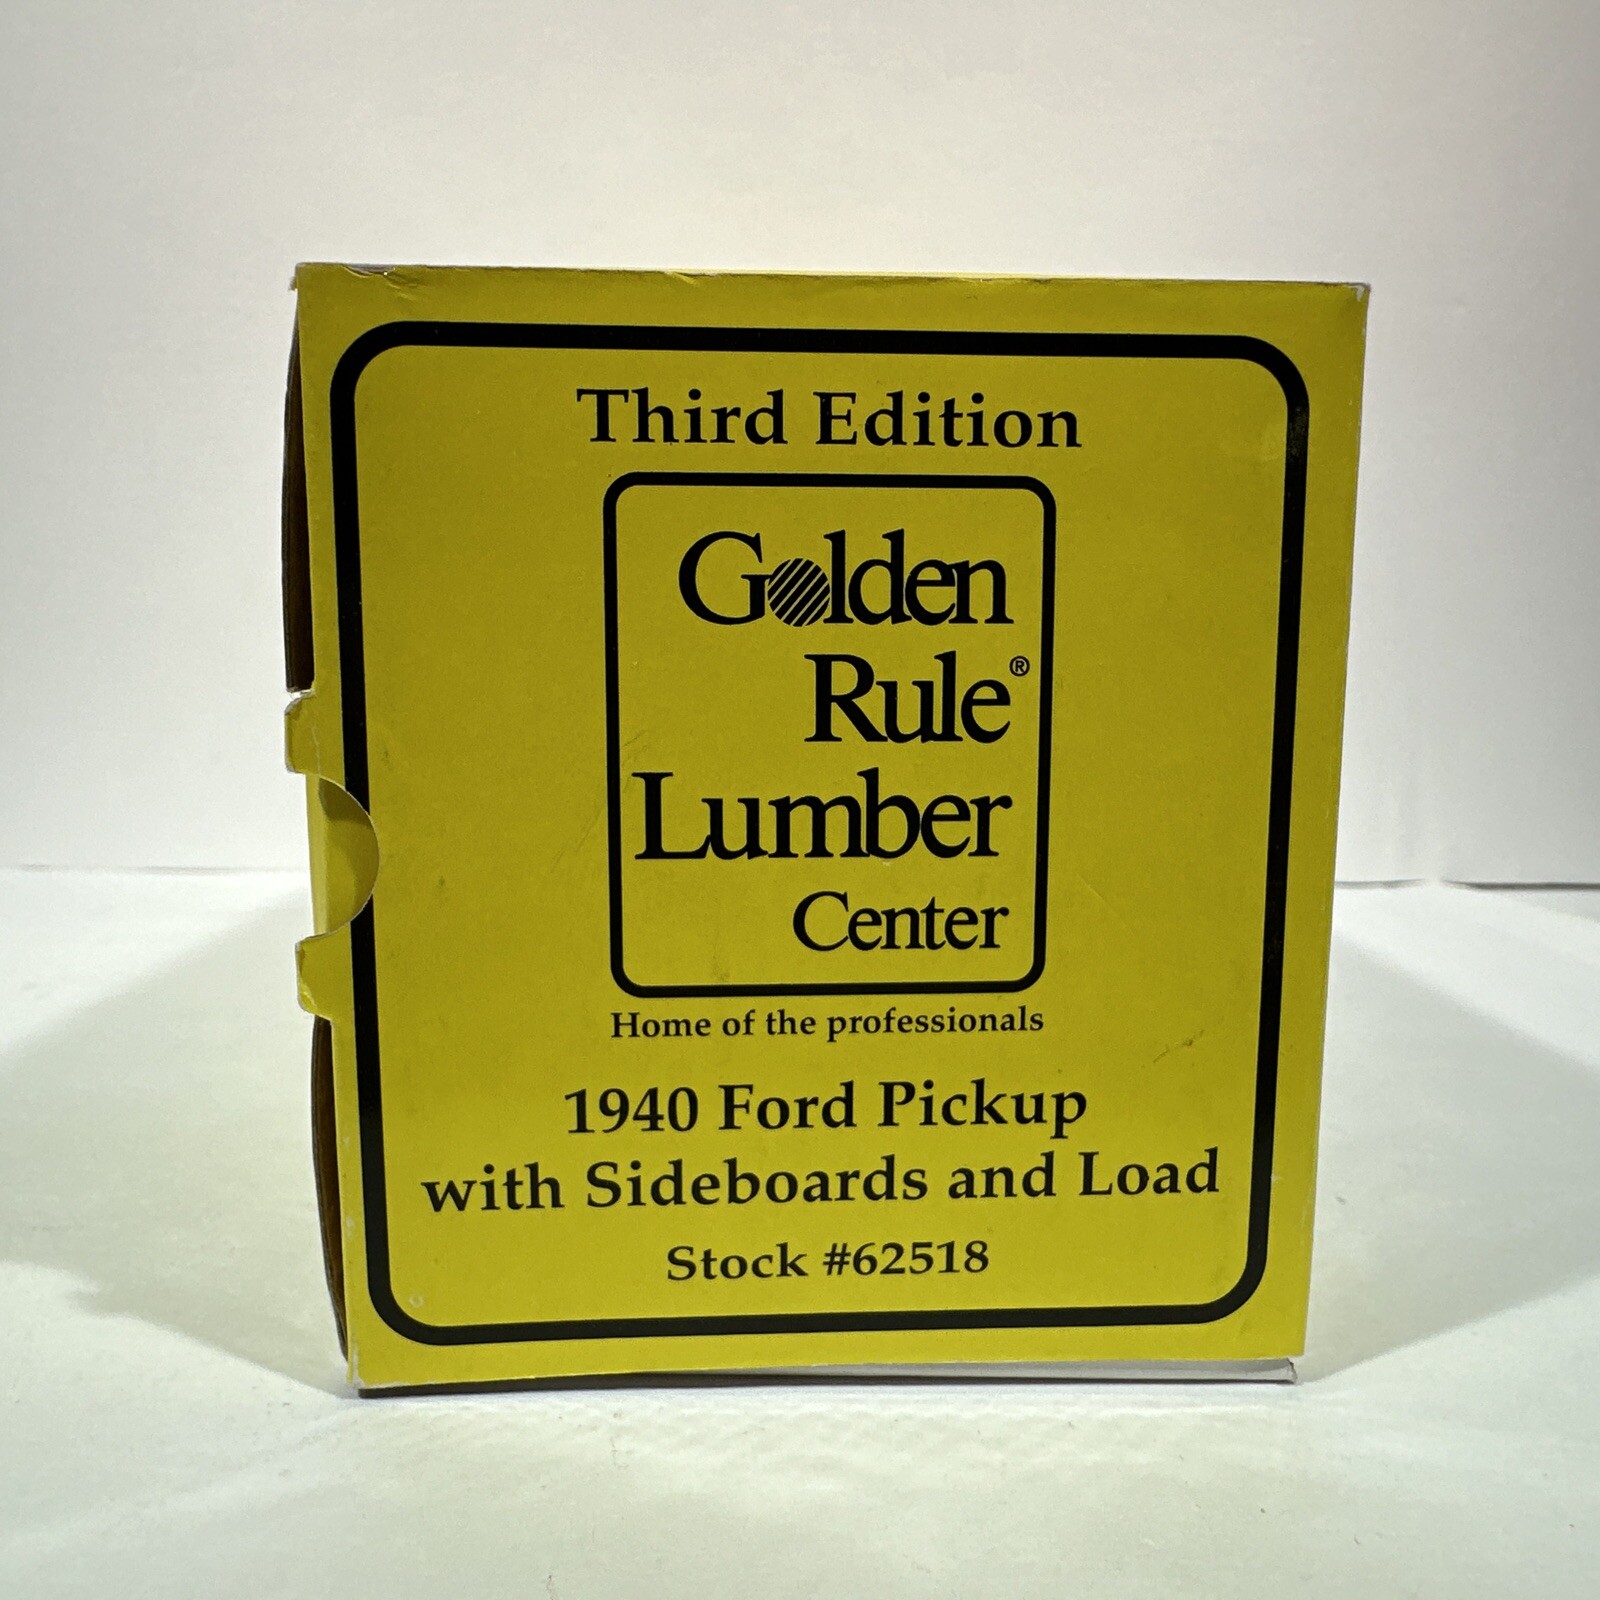 Third Edition
Golden
Rule®
Lumber
Center
Home of the professionals
1940 Ford Pickup
with Sideboards and Load
Stock #62518